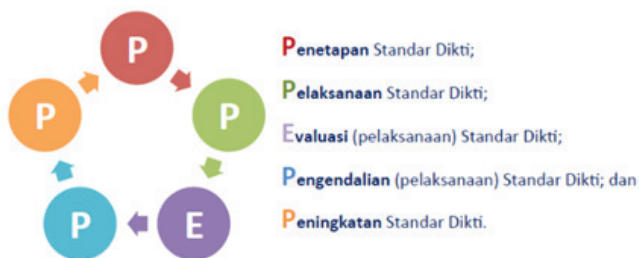 P
P
P
P
E
Penetapan Standar Dikti;
Pelaksanaan Standar Dikti;
Evaluasi (pelaksanaan) Standar Dikti;
Pengendalian (pelaksanaan) Standar Dikti; dan
Peningkatan Standar Dikti.